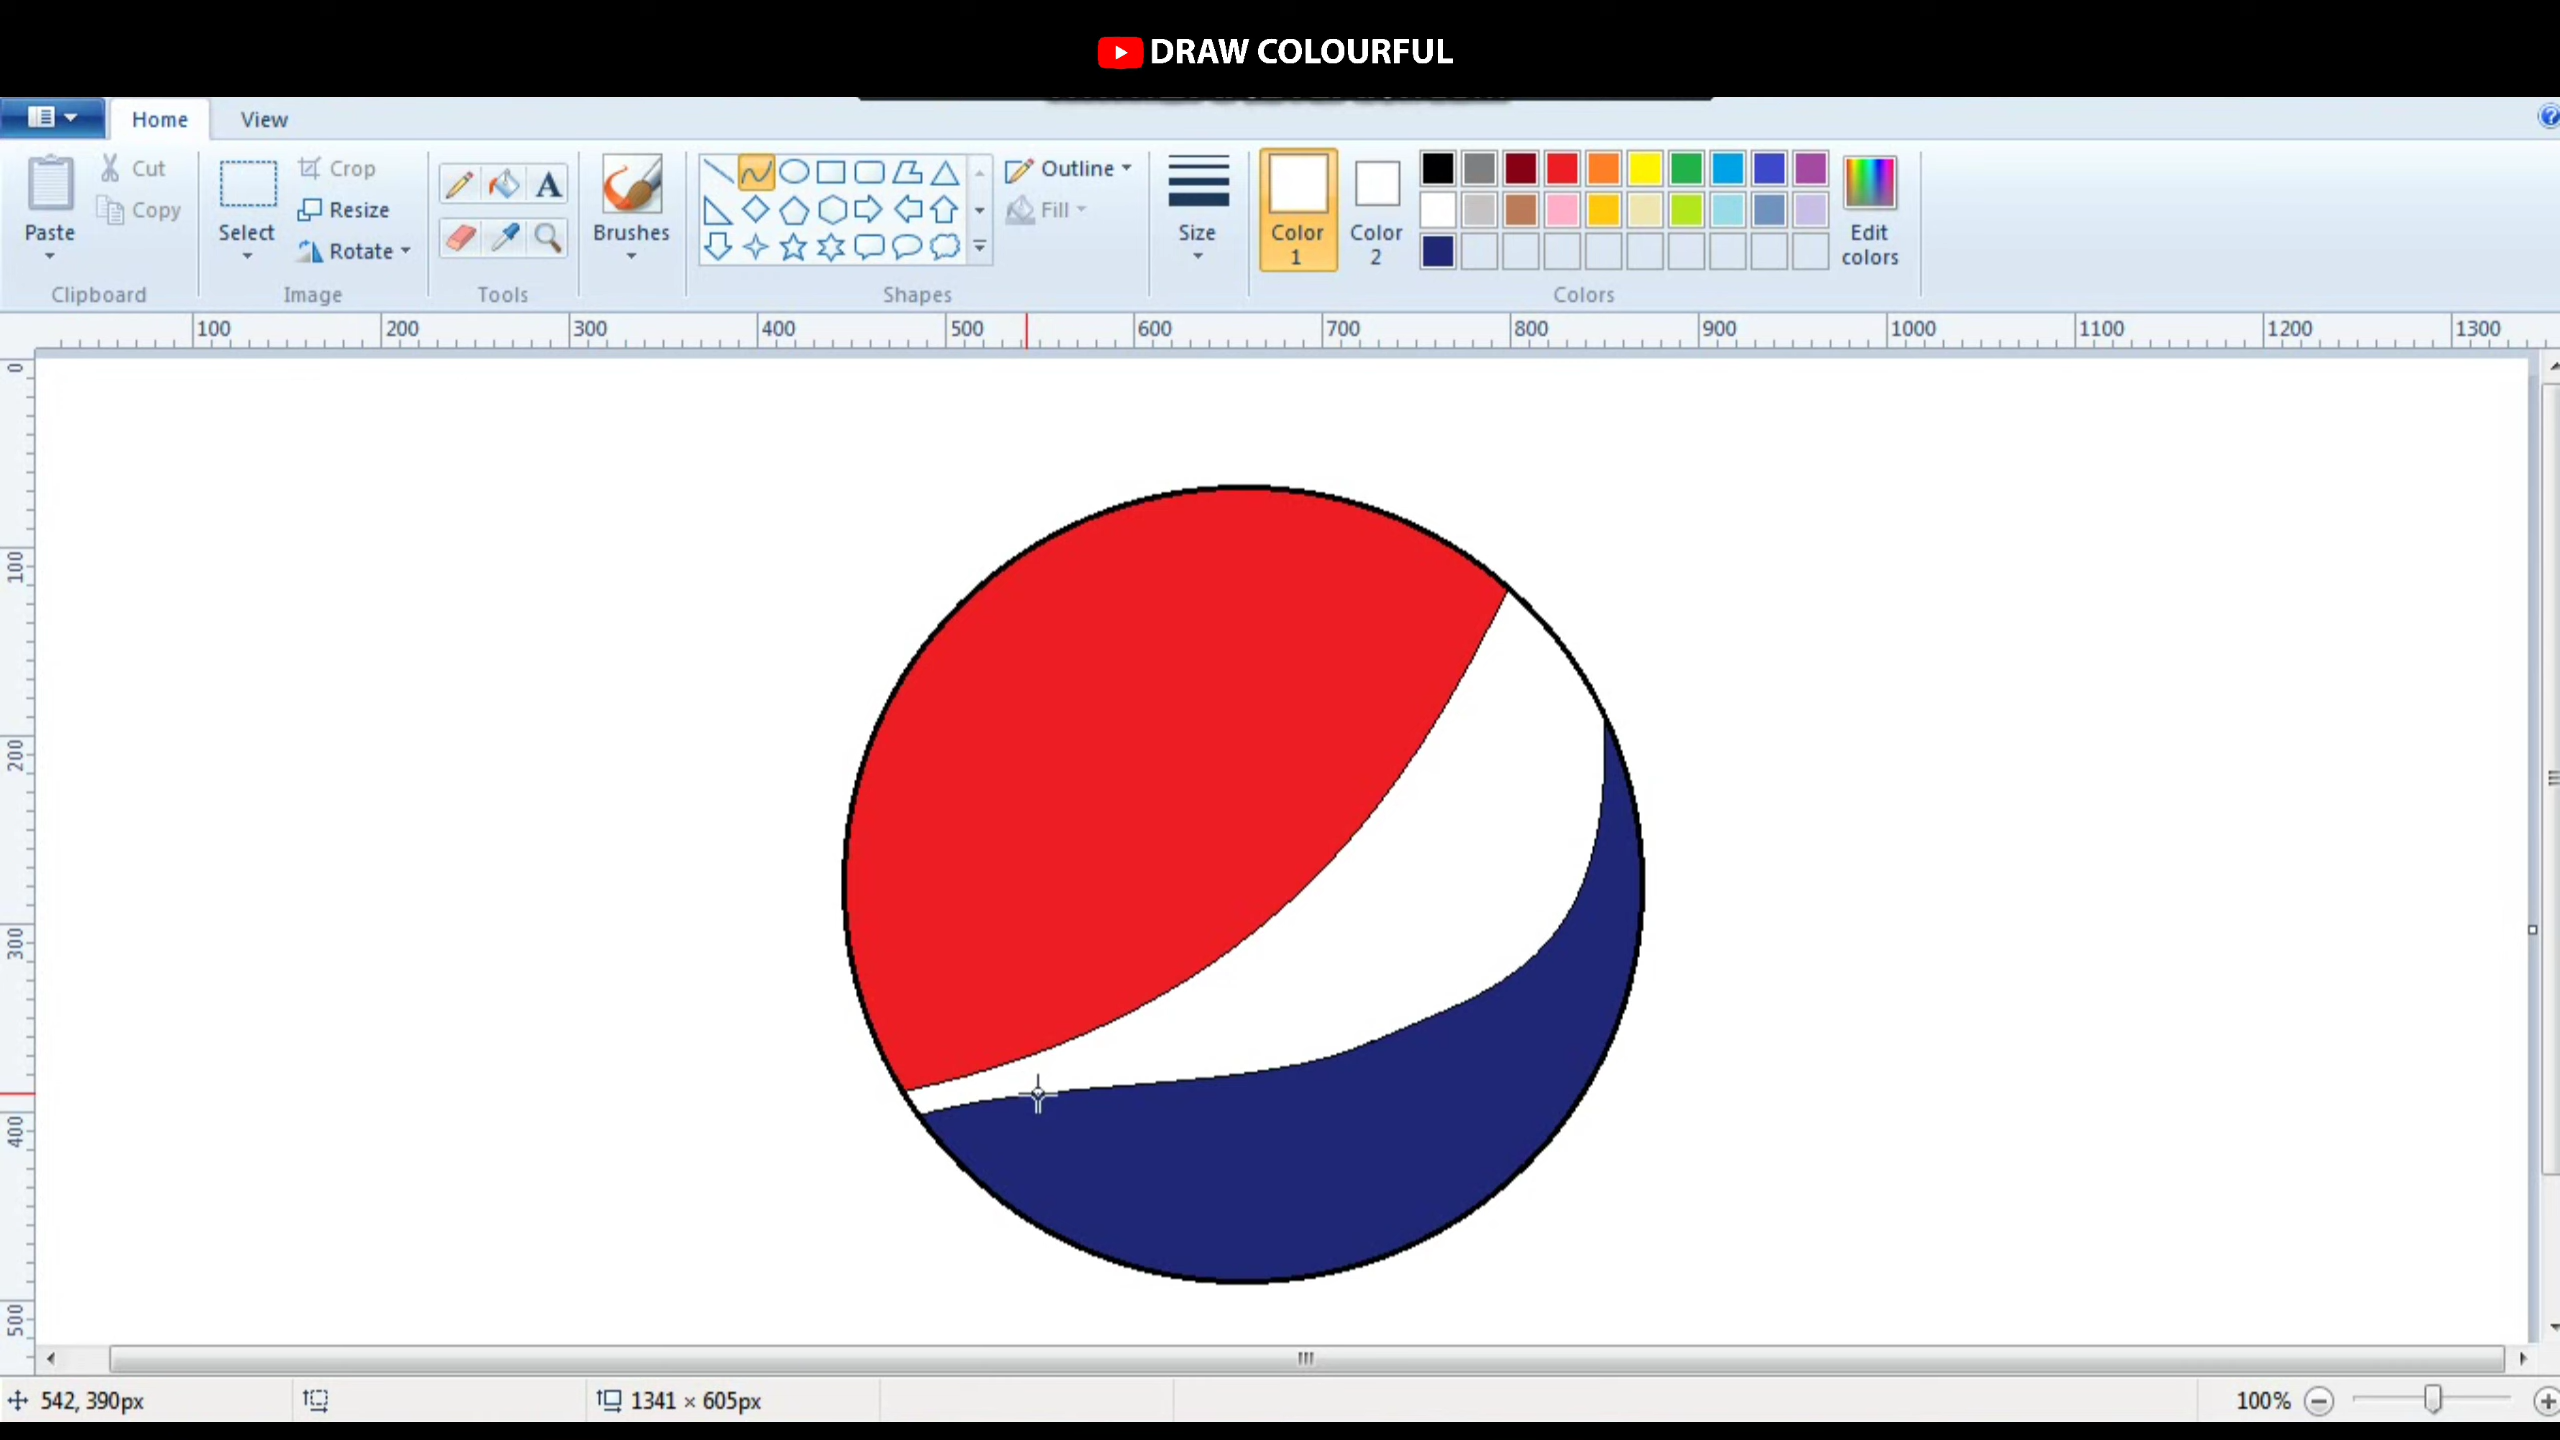 DRAW COLOURFUL
Home View
Paste
Cut
Copy
Clipboard
Select
Crop
Resize
Rotate
Image
A
Tools
Brushes
Shapes
Outline
Fill
Size
Color 1
Color 2
Edit colors
Colors
100 200 300 400 500 600 700 800 900 1000 1100 1200 1300
0
100
200
300
400
500
542, 390px 1341 × 605px 100%